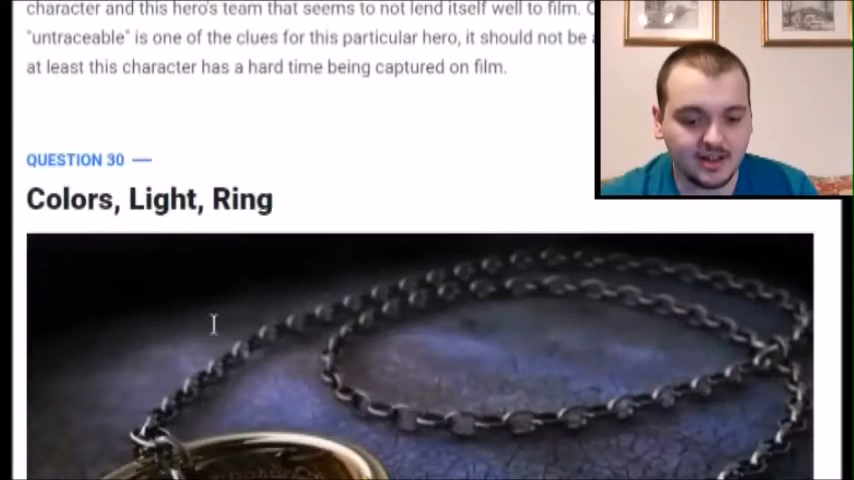 character and this hero's team that seems to not lend itself well to film.
"untraceable" is one of the clues for this particular hero, it should not be
at least this character has a hard time being captured on film.
QUESTION 30
Colors, Light, Ring